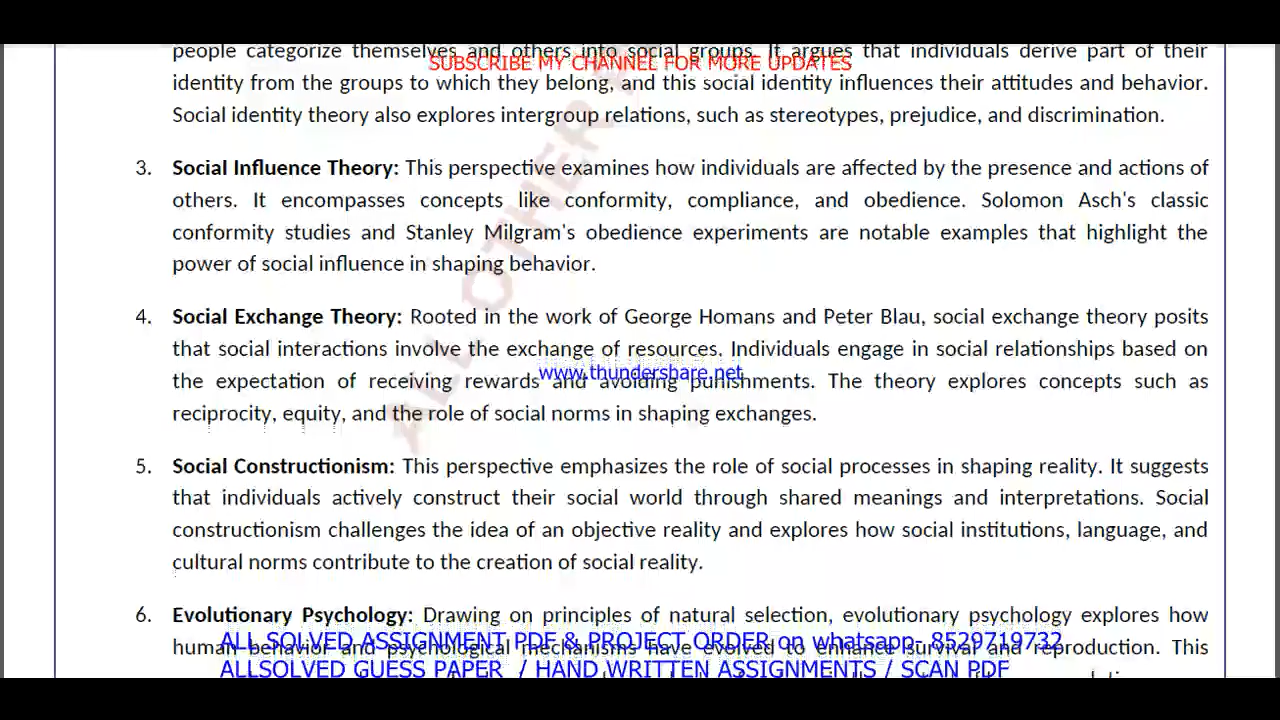 people categorize themselves and others into social groups. It argues that individuals derive part of their
SUBSCRIBE MY CHANNEL FOR MORE UPDATES
identity from the groups to which they belong, and this social identity influences their attitudes and behavior.
Social identity theory also explores intergroup relations, such as stereotypes, prejudice, and discrimination.
3. Social Influence Theory: This perspective examines how individuals are affected by the presence and actions of
others. It encompasses concepts like conformity, compliance, and obedience. Solomon Asch's classic
conformity studies and Stanley Milgram's obedience experiments are notable examples that highlight the
power of social influence in shaping behavior.
4. Social Exchange Theory: Rooted in the work of George Homans and Peter Blau, social exchange theory posits
that social interactions involve the exchange of resources. Individuals engage in social relationships based on
www.thundershare.net
the expectation of receiving rewards and avoiding punishments. The theory explores concepts such as
reciprocity, equity, and the role of social norms in shaping exchanges.
5. Social Constructionism: This perspective emphasizes the role of social processes in shaping reality. It suggests
that individuals actively construct their social world through shared meanings and interpretations. Social
constructionism challenges the idea of an objective reality and explores how social institutions, language, and
cultural norms contribute to the creation of social reality.
6. Evolutionary Psychology: Drawing on principles of natural selection, evolutionary psychology explores how
ALL SOLVED ASSIGNMENT PDF & PROJECT ORDER on whatsapp- 8529719732
human behavior and psychological mechanisms have evolved to enhance survival and reproduction. This
ALLSOLVED GUESS PAPER / HAND WRITTEN ASSIGNMENTS / SCAN PDF
ALL OTHER